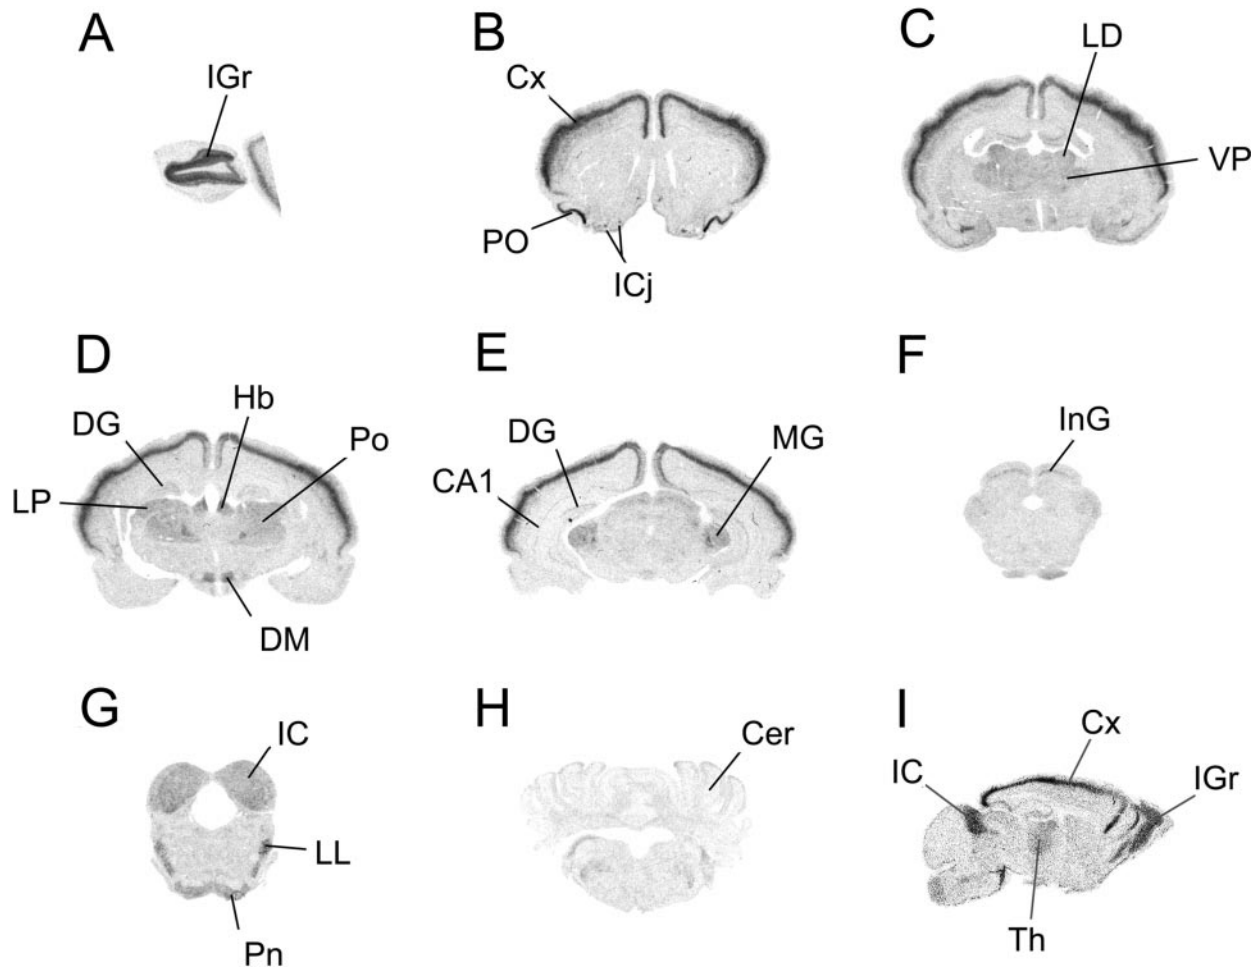 A
IGr
B
Cx
PO
ICj
C
LD
VP
D
DG
Hb
Po
LP
DM
E
DG
MG
CA1
F
InG
G
IC
LL
Pn
H
Cer
I
Cx
IC
IGr
Th